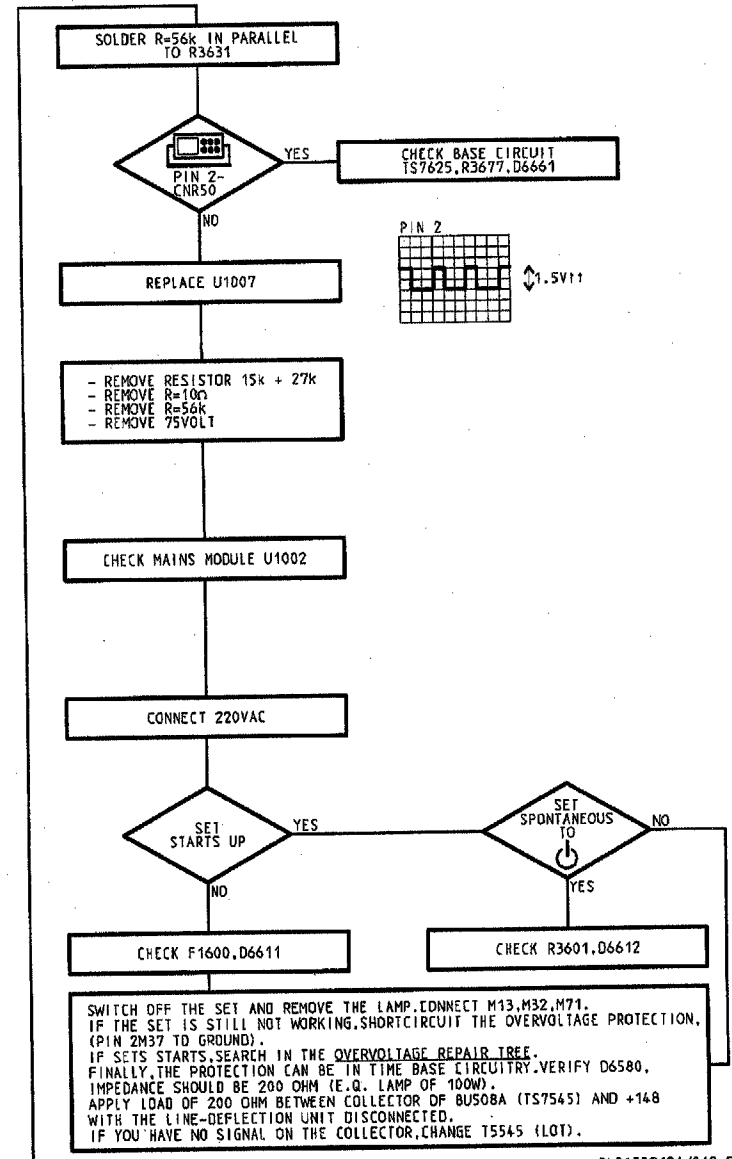 SOLDER R=56k IN PARALLEL
TO R3631
PIN 2-
CNR50
YES
CHECK BASE CIRCUIT
TS7625,R3677,D6661
NO
PIN 2
1.5Vtt
REPLACE U1007
- REMOVE RESISTOR 15k + 27k
- REMOVE R=10Ω
- REMOVE R=56k
- REMOVE 75VOLT
CHECK MAINS MODULE U1002
CONNECT 220VAC
SET
STARTS UP
YES
SET
SPONTANEOUS
TO
NO
NO
YES
CHECK F1600,D6611
CHECK R3601,D6612
SWITCH OFF THE SET AND REMOVE THE LAMP.CONNECT M13,M32,M71.
IF THE SET IS STILL NOT WORKING,SHORTCIRCUIT THE OVERVOLTAGE PROTECTION,
(PIN 2M37 TO GROUND).
IF SETS STARTS,SEARCH IN THE OVERVOLTAGE REPAIR TREE.
FINALLY,THE PROTECTION CAN BE IN TIME BASE CIRCUITRY.VERIFY D6580,
IMPEDANCE SHOULD BE 200 OHM (E.Q. LAMP OF 100W).
APPLY LOAD OF 200 OHM BETWEEN COLLECTOR OF BU508A (TS7545) AND +148
WITH THE LINE-DEFLECTION UNIT DISCONNECTED.
IF YOU HAVE NO SIGNAL ON THE COLLECTOR,CHANGE T5545 (LOT).